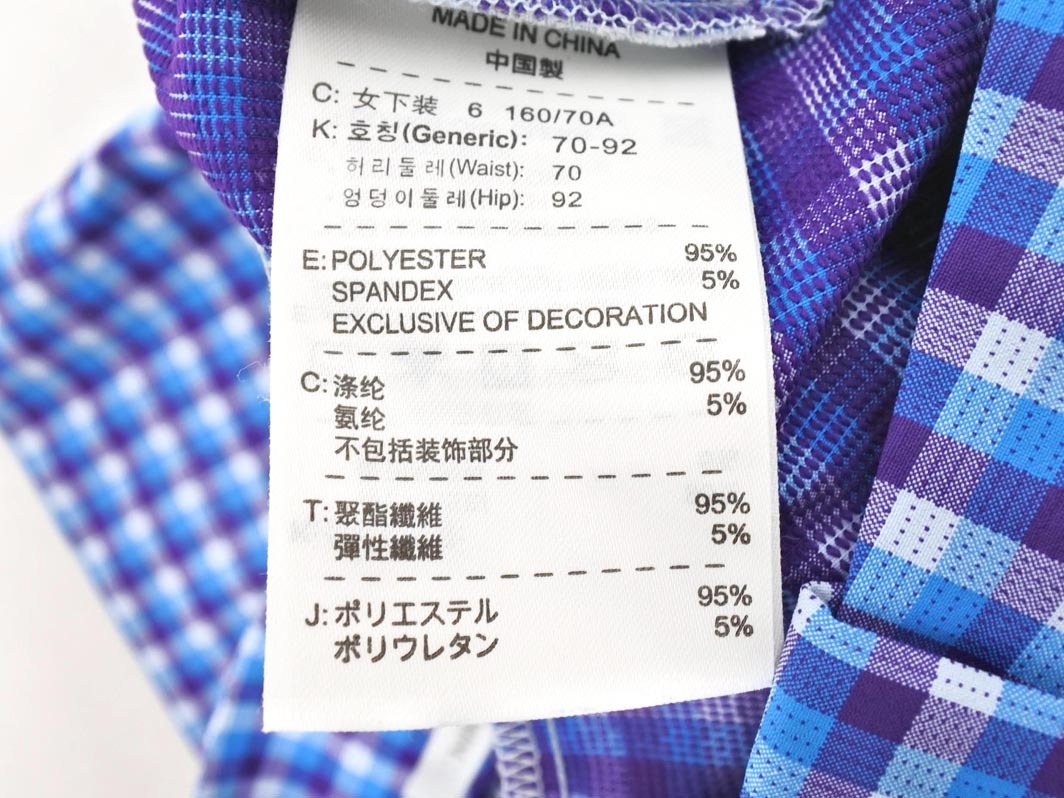 MADE IN CHINA
中国製
C: 女下装 6 160/70A
K: 호칭(Generic): 70-92
허리둘레(Waist): 70
엉덩이둘레(Hip): 92
E: POLYESTER 95%
SPANDEX 5%
EXCLUSIVE OF DECORATION
C: 涤纶 95%
氨纶 5%
不包括装饰部分
T: 聚酯纖維 95%
彈性纖維 5%
J: ポリエステル 95%
ポリウレタン 5%